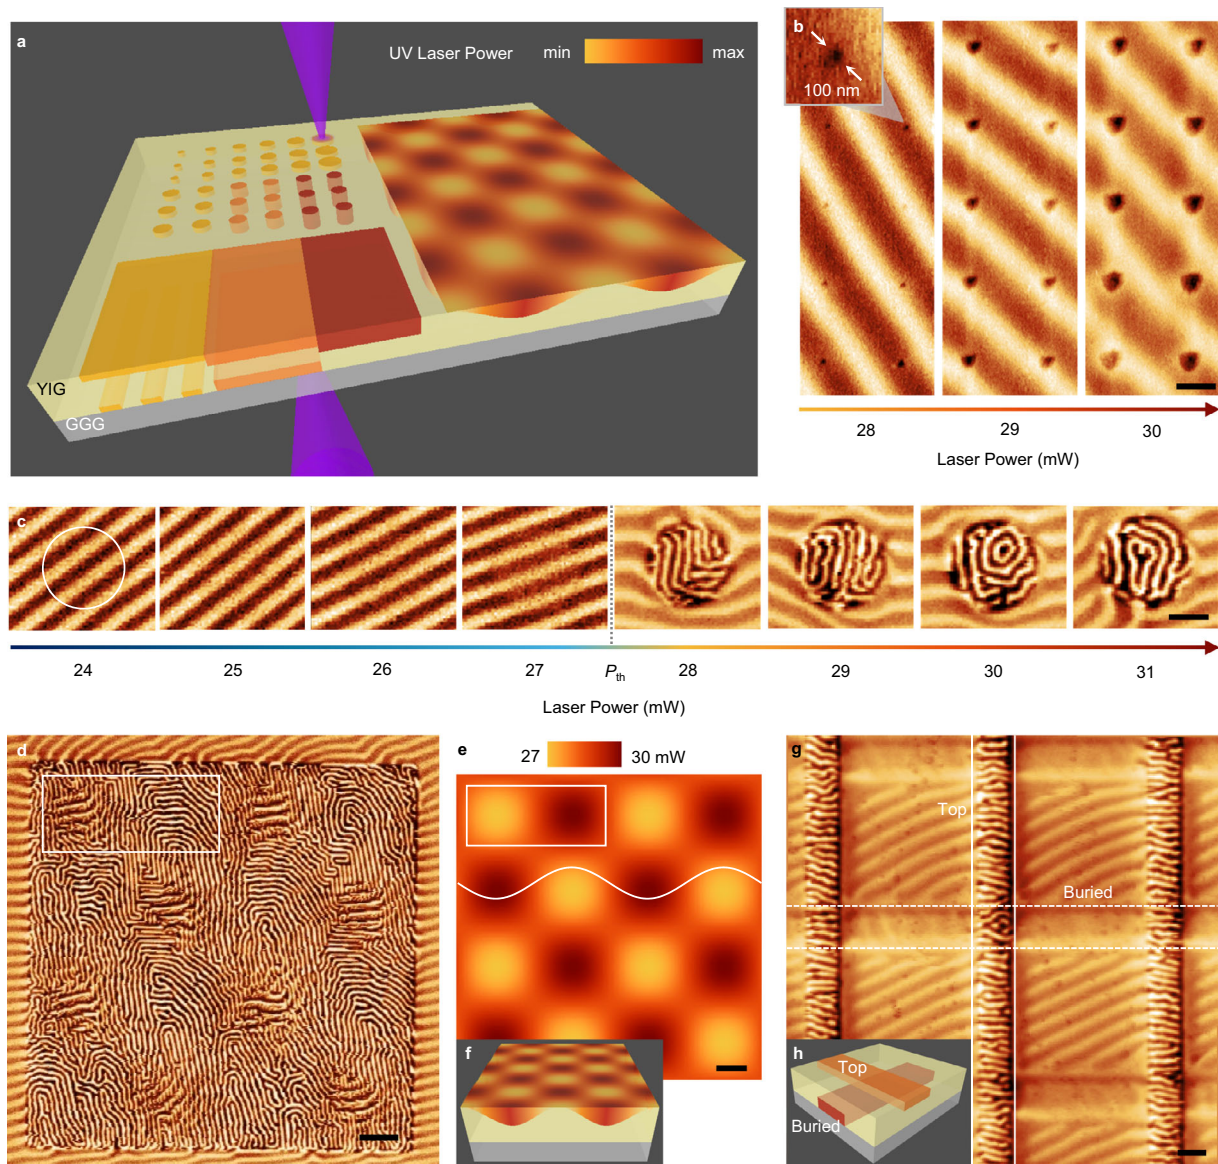 a
UV Laser Power min max
YIG
GGG
b
100 nm
28 29 30
Laser Power (mW)
c
24 25 26 27 Pth 28 29 30 31
Laser Power (mW)
d
e
27 30 mW
f
g
Top
Buried
h
Top
Buried